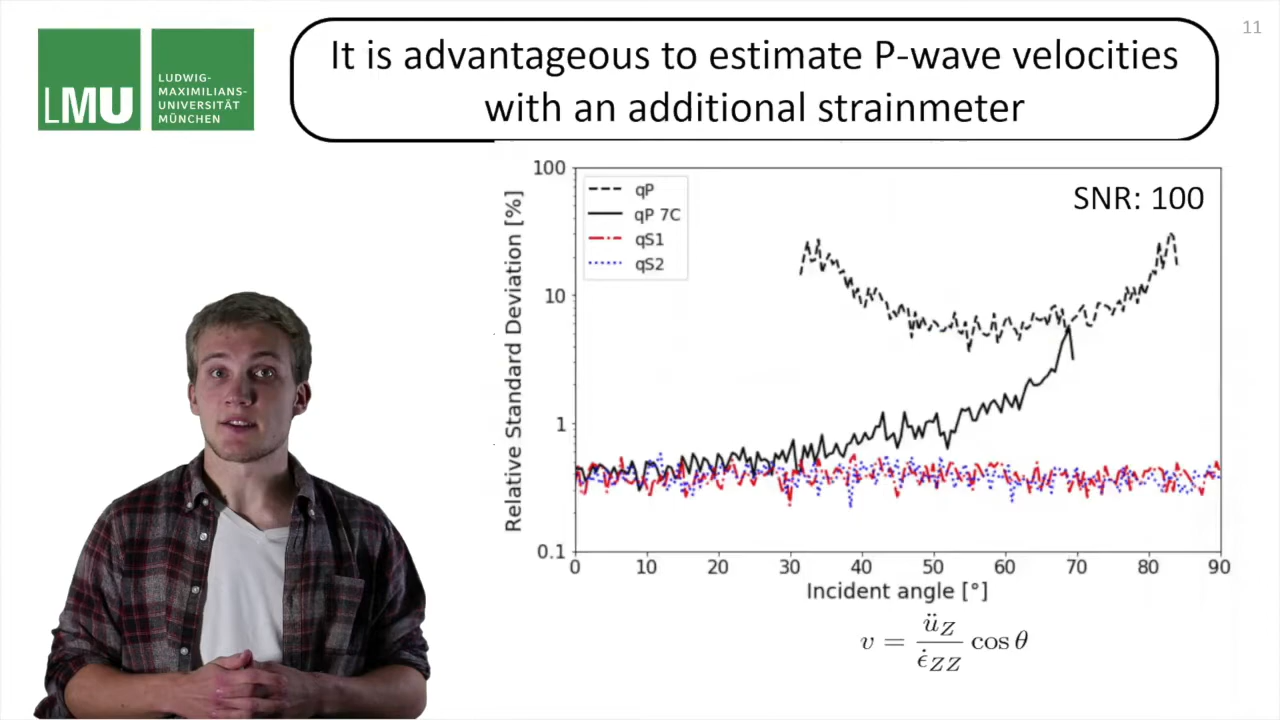 11
LMU
LUDWIG-
MAXIMILIANS-
UNIVERSITÄT
MÜNCHEN
It is advantageous to estimate P-wave velocities
with an additional strainmeter
SNR: 100
qP
qP 7C
qS1
qS2
Relative Standard Deviation [%]
100
10
1
0.1
0 10 20 30 40 50 60 70 80 90
Incident angle [°]
v = ü_Z / ε̇_ZZ cos θ